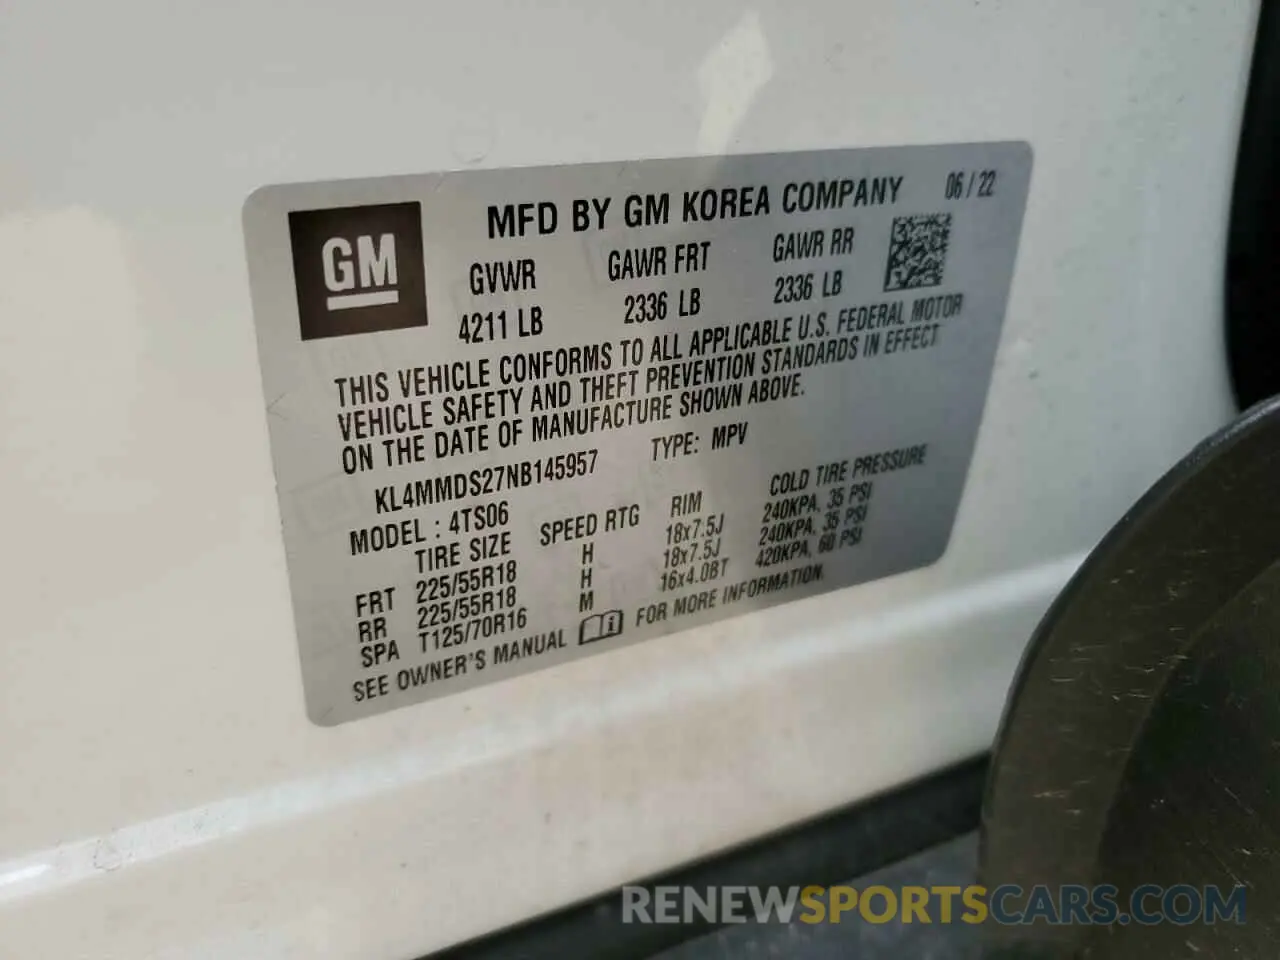 MFD BY GM KOREA COMPANY 06 / 22
GM
GVWR GAWR FRT GAWR RR
4211 LB 2336 LB 2336 LB
THIS VEHICLE CONFORMS TO ALL APPLICABLE U.S. FEDERAL MOTOR
VEHICLE SAFETY AND THEFT PREVENTION STANDARDS IN EFFECT
ON THE DATE OF MANUFACTURE SHOWN ABOVE.
KL4MMDS27NB145957 TYPE: MPV
MODEL : 4TS06
TIRE SIZE SPEED RTG RIM COLD TIRE PRESSURE
FRT 225/55R18 H 18x7.5J 240KPA, 35 PSI
RR 225/55R18 H 18x7.5J 240KPA, 35 PSI
SPA T125/70R16 M 16x4.0BT 420KPA, 60 PSI
SEE OWNER'S MANUAL FOR MORE INFORMATION.
RENEWSPORTSCARS.COM